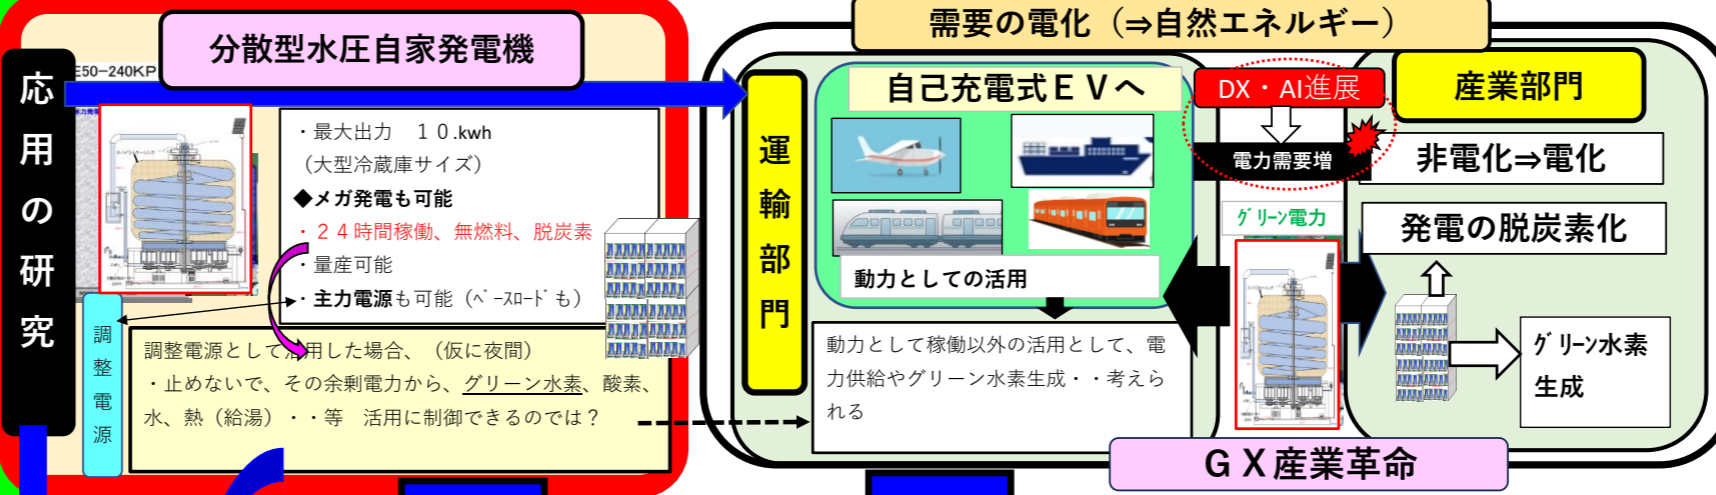 応用の研究
分散型水圧自家発電機
E50-240KP
・最大出力　１０.kwh
（大型冷蔵庫サイズ）
◆メガ発電も可能
・２４時間稼働、無燃料、脱炭素
・量産可能
・主力電源も可能（ﾍﾞｰｽﾛｰﾄﾞも）
調整電源
調整電源として活用した場合、（仮に夜間）
・止めないで、その余剰電力から、グリーン水素、酸素、
水、熱（給湯）・・等　活用に制御できるのでは？
需要の電化（⇒自然エネルギー）
運輸部門
自己充電式ＥＶへ
動力としての活用
動力として稼働以外の活用として、電
力供給やグリーン水素生成・・考えら
れる
DX・AI進展
電力需要増
ｸﾞﾘｰﾝ電力
産業部門
非電化⇒電化
発電の脱炭素化
ｸﾞﾘｰﾝ水素
生成
ＧＸ産業革命